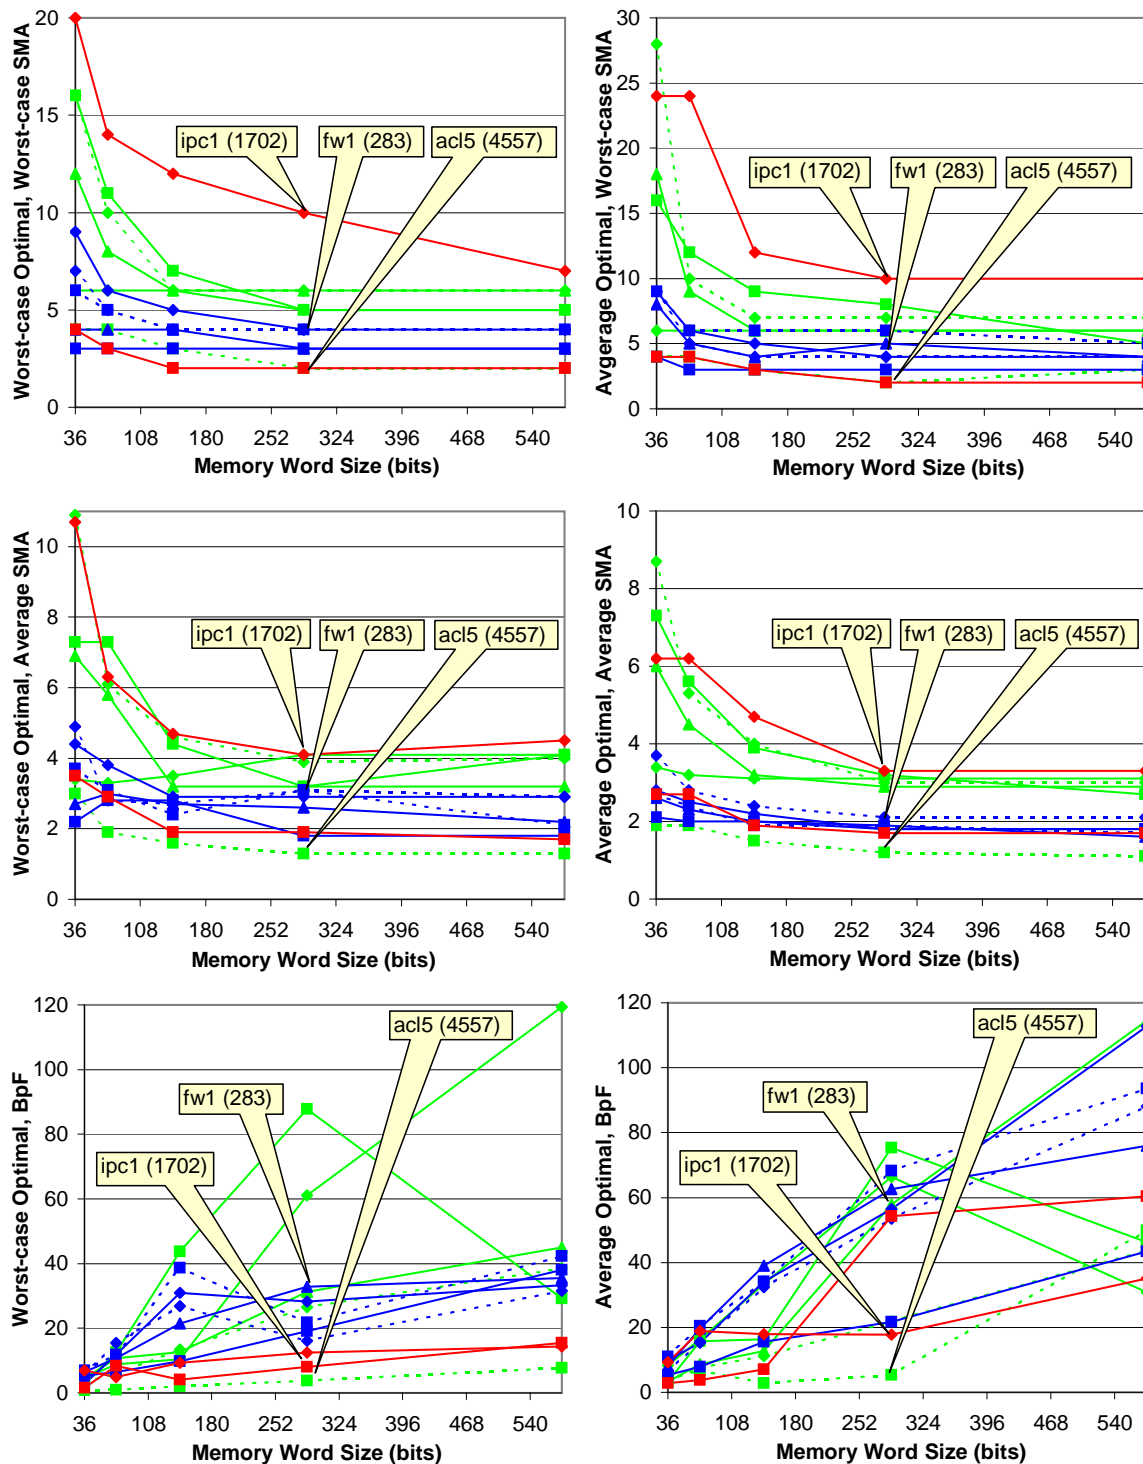 Worst-case Optimal, Worst-case SMA
20
15
10
5
0
ipc1 (1702)
fw1 (283)
acl5 (4557)
36 108 180 252 324 396 468 540
Memory Word Size (bits)
Avgerage Optimal, Worst-case SMA
30
25
20
15
10
5
0
ipc1 (1702)
fw1 (283)
acl5 (4557)
36 108 180 252 324 396 468 540
Memory Word Size (bits)
Worst-case Optimal, Average SMA
10
8
6
4
2
0
ipc1 (1702)
fw1 (283)
acl5 (4557)
36 108 180 252 324 396 468 540
Memory Word Size (bits)
Average Optimal, Average SMA
10
8
6
4
2
0
ipc1 (1702)
fw1 (283)
acl5 (4557)
36 108 180 252 324 396 468 540
Memory Word Size (bits)
Worst-case Optimal, BpF
120
100
80
60
40
20
0
acl5 (4557)
fw1 (283)
ipc1 (1702)
36 108 180 252 324 396 468 540
Memory Word Size (bits)
Average Optimal, BpF
120
100
80
60
40
20
0
acl5 (4557)
fw1 (283)
ipc1 (1702)
36 108 180 252 324 396 468 540
Memory Word Size (bits)